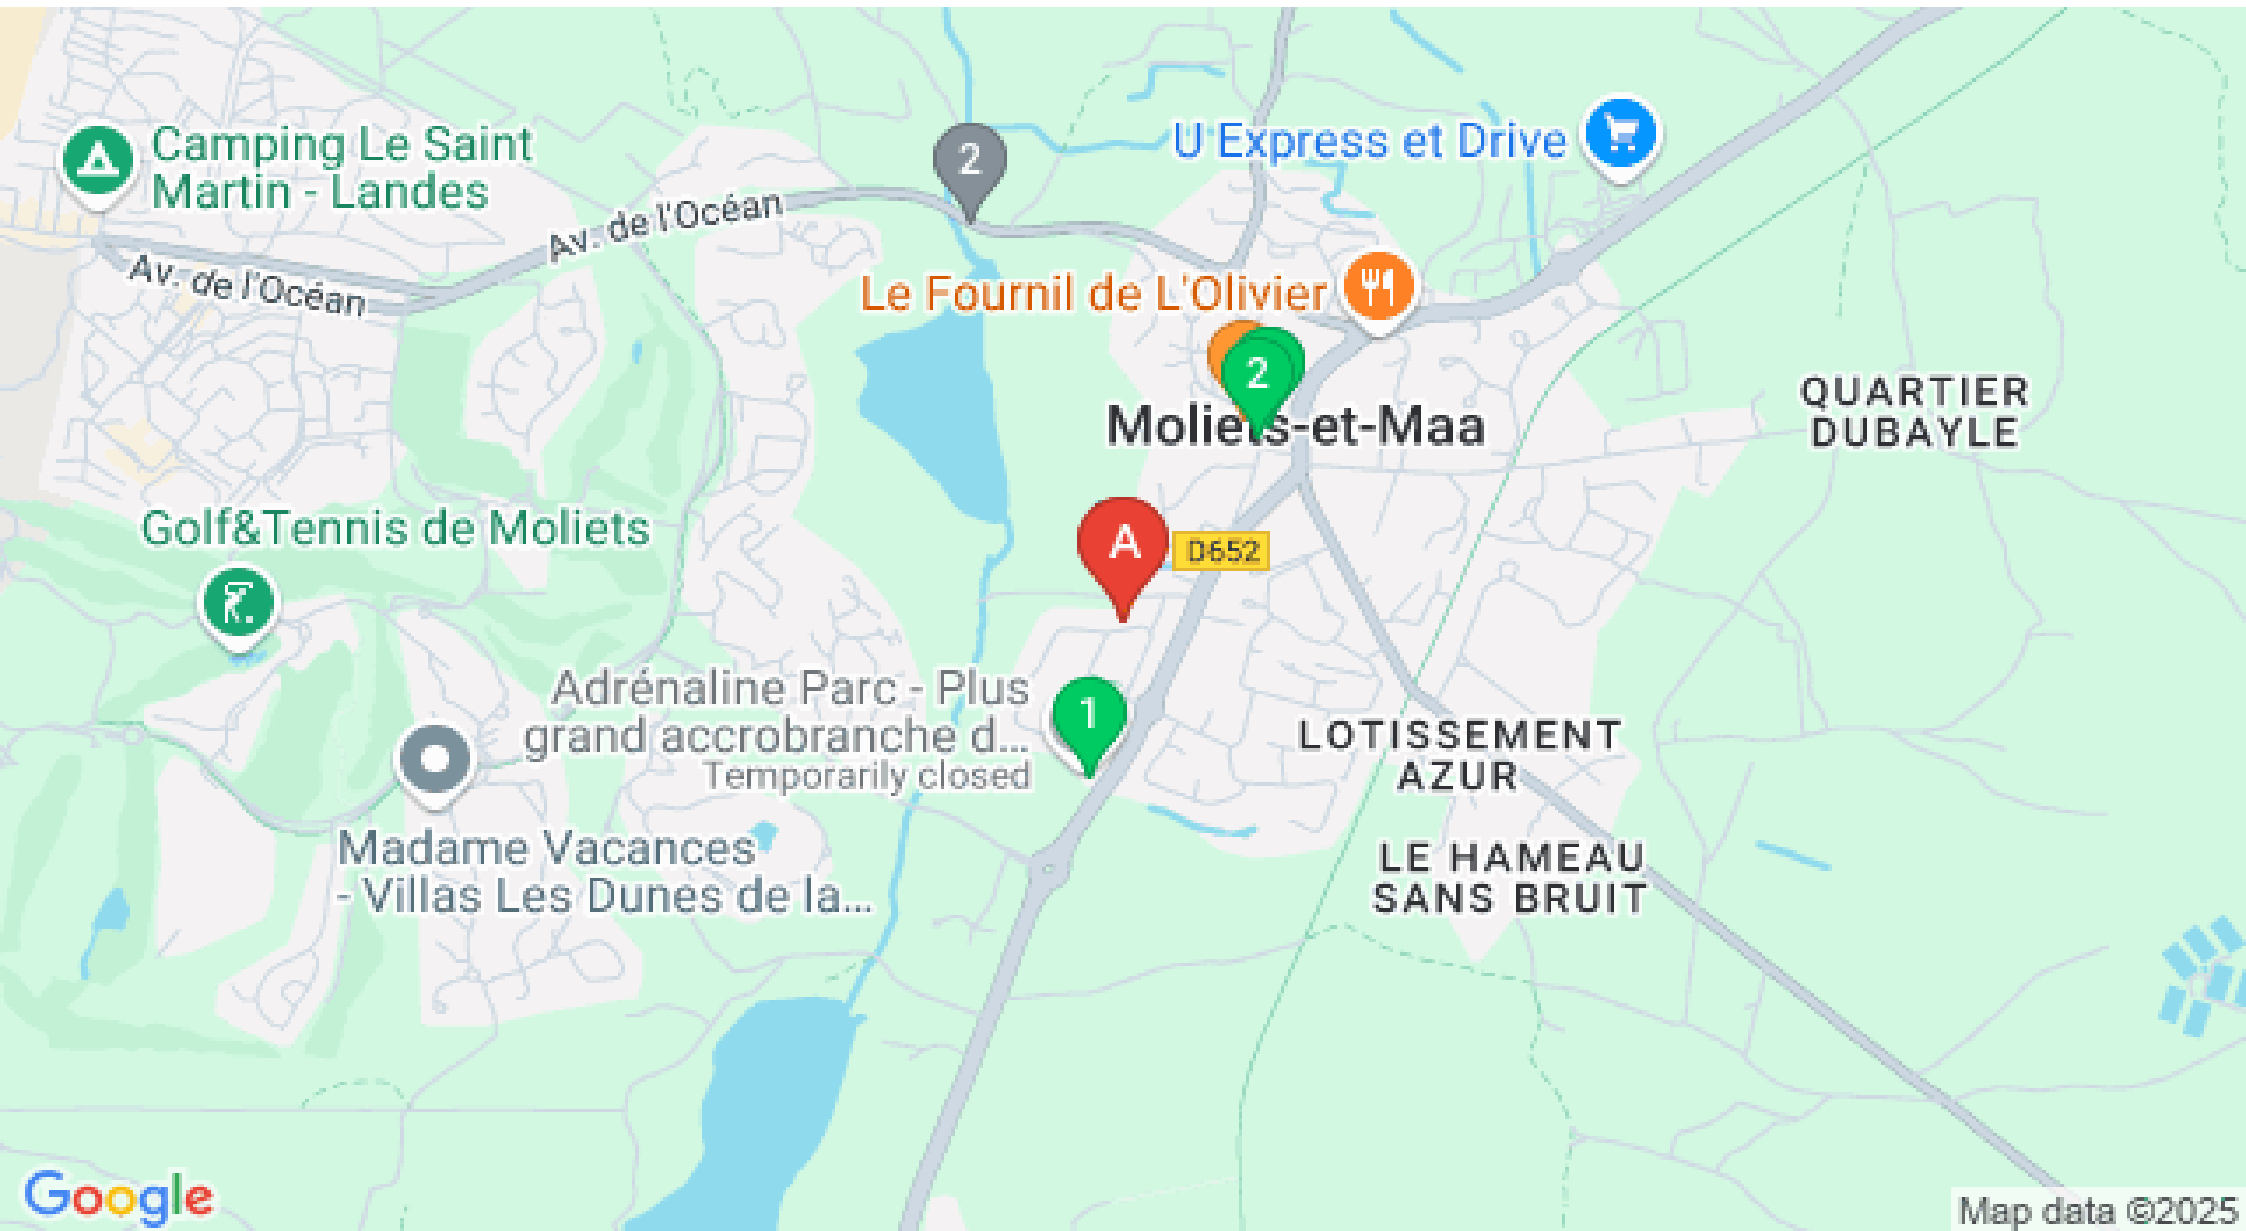 Camping Le Saint
Martin - Landes
2
U Express et Drive
Av. de l'Océan
Av. de l'Océan
Le Fournil de L'Olivier
2
Moliets-et-Maa
QUARTIER
DUBAYLE
Golf&Tennis de Moliets
A
D652
Adrénaline Parc - Plus
grand accrobranche d...
Temporarily closed
1
LOTISSEMENT
AZUR
Madame Vacances
- Villas Les Dunes de la...
LE HAMEAU
SANS BRUIT
Google
Map data ©2025